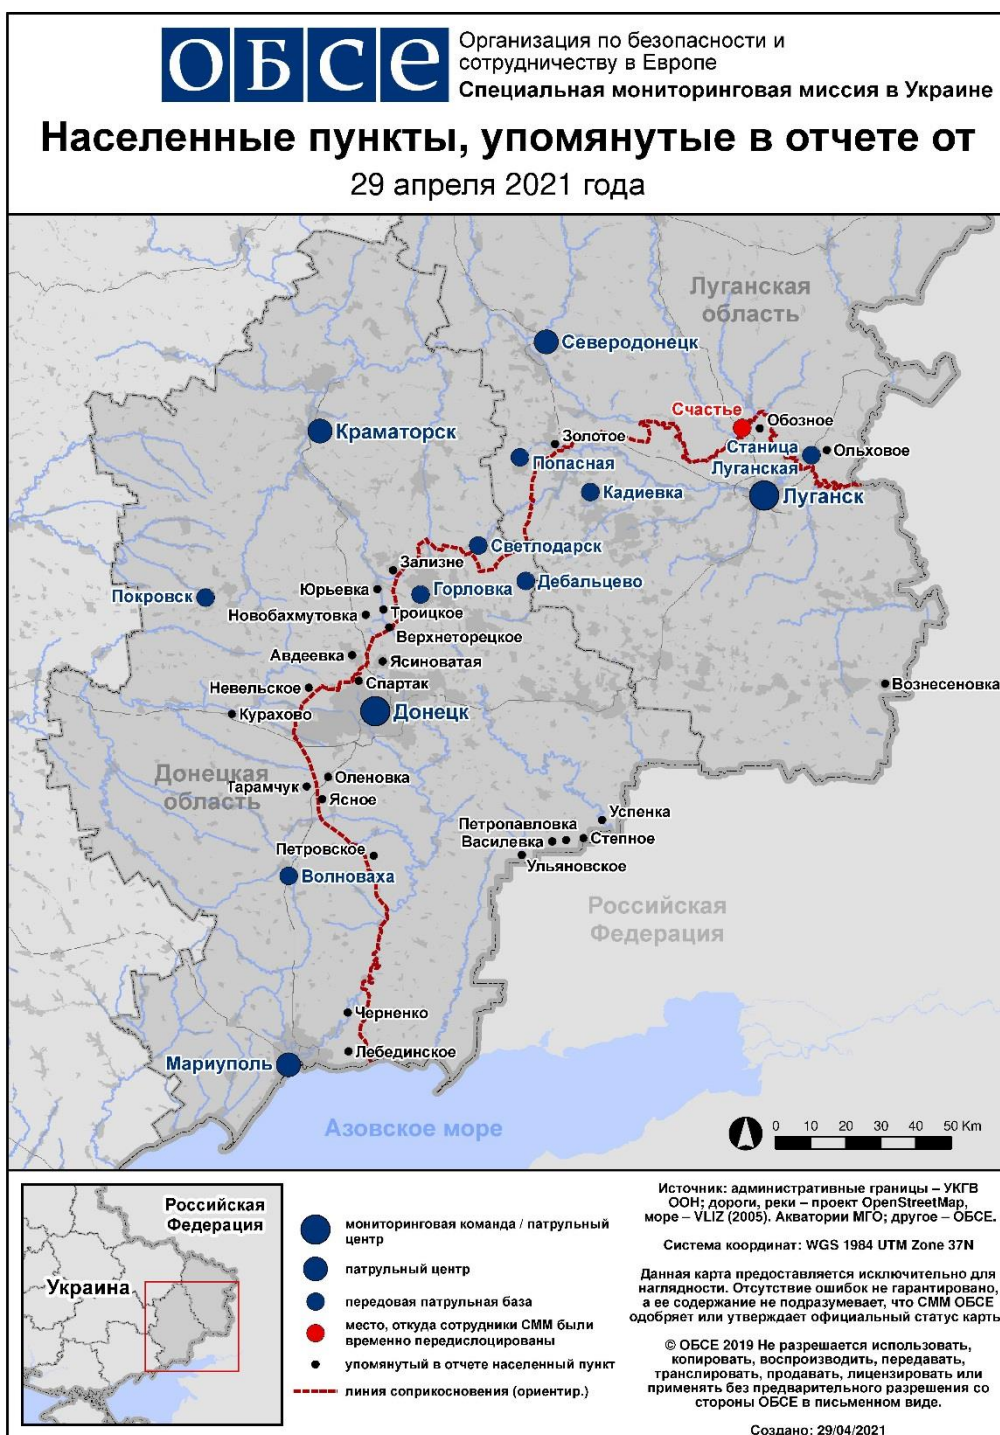 ОБСЕ
Организация по безопасности и
сотрудничеству в Европе
Специальная мониторинговая миссия в Украине
Населенные пункты, упомянутые в отчете от
29 апреля 2021 года
Луганская
область
Северодонецк
Счастье
Обозное
Краматорск
Золотое
Станица
Луганская
Ольховое
Попасная
Кадиевка
Луганск
Светлодарск
Зализне
Юрьевка
Горловка
Дебальцево
Покровск
Новобахмутовка
Троицкое
Верхнеторецкое
Авдеевка
Ясиноватая
Невельское
Спартак
Вознесеновка
Курахово
Донецк
Донецкая
область
Оленовка
Тарамчук
Ясное
Успенка
Петропавловка
Василевка
Степное
Петровское
Ульяновское
Волноваха
Российская
Федерация
Черненко
Лебединское
Мариуполь
Азовское море
0 10 20 30 40 50 Km
Российская
Федерация
Украина
мониторинговая команда / патрульный
центр
патрульный центр
передовая патрульная база
место, откуда сотрудники СММ были
временно передислоцированы
упомянутый в отчете населенный пункт
линия соприкосновения (ориентир.)
Источник: административные границы – УКГВ
ООН; дороги, реки – проект OpenStreetMap,
море – VLIZ (2005). Акватории МГО; другое – ОБСЕ.
Система координат: WGS 1984 UTM Zone 37N
Данная карта предоставляется исключительно для
наглядности. Отсутствие ошибок не гарантировано,
а ее содержание не подразумевает, что СММ ОБСЕ
одобряет или утверждает официальный статус карты
© ОБСЕ 2019 Не разрешается использовать,
копировать, воспроизводить, передавать,
транслировать, продавать, лицензировать или
применять без предварительного разрешения со
стороны ОБСЕ в письменном виде.
Создано: 29/04/2021